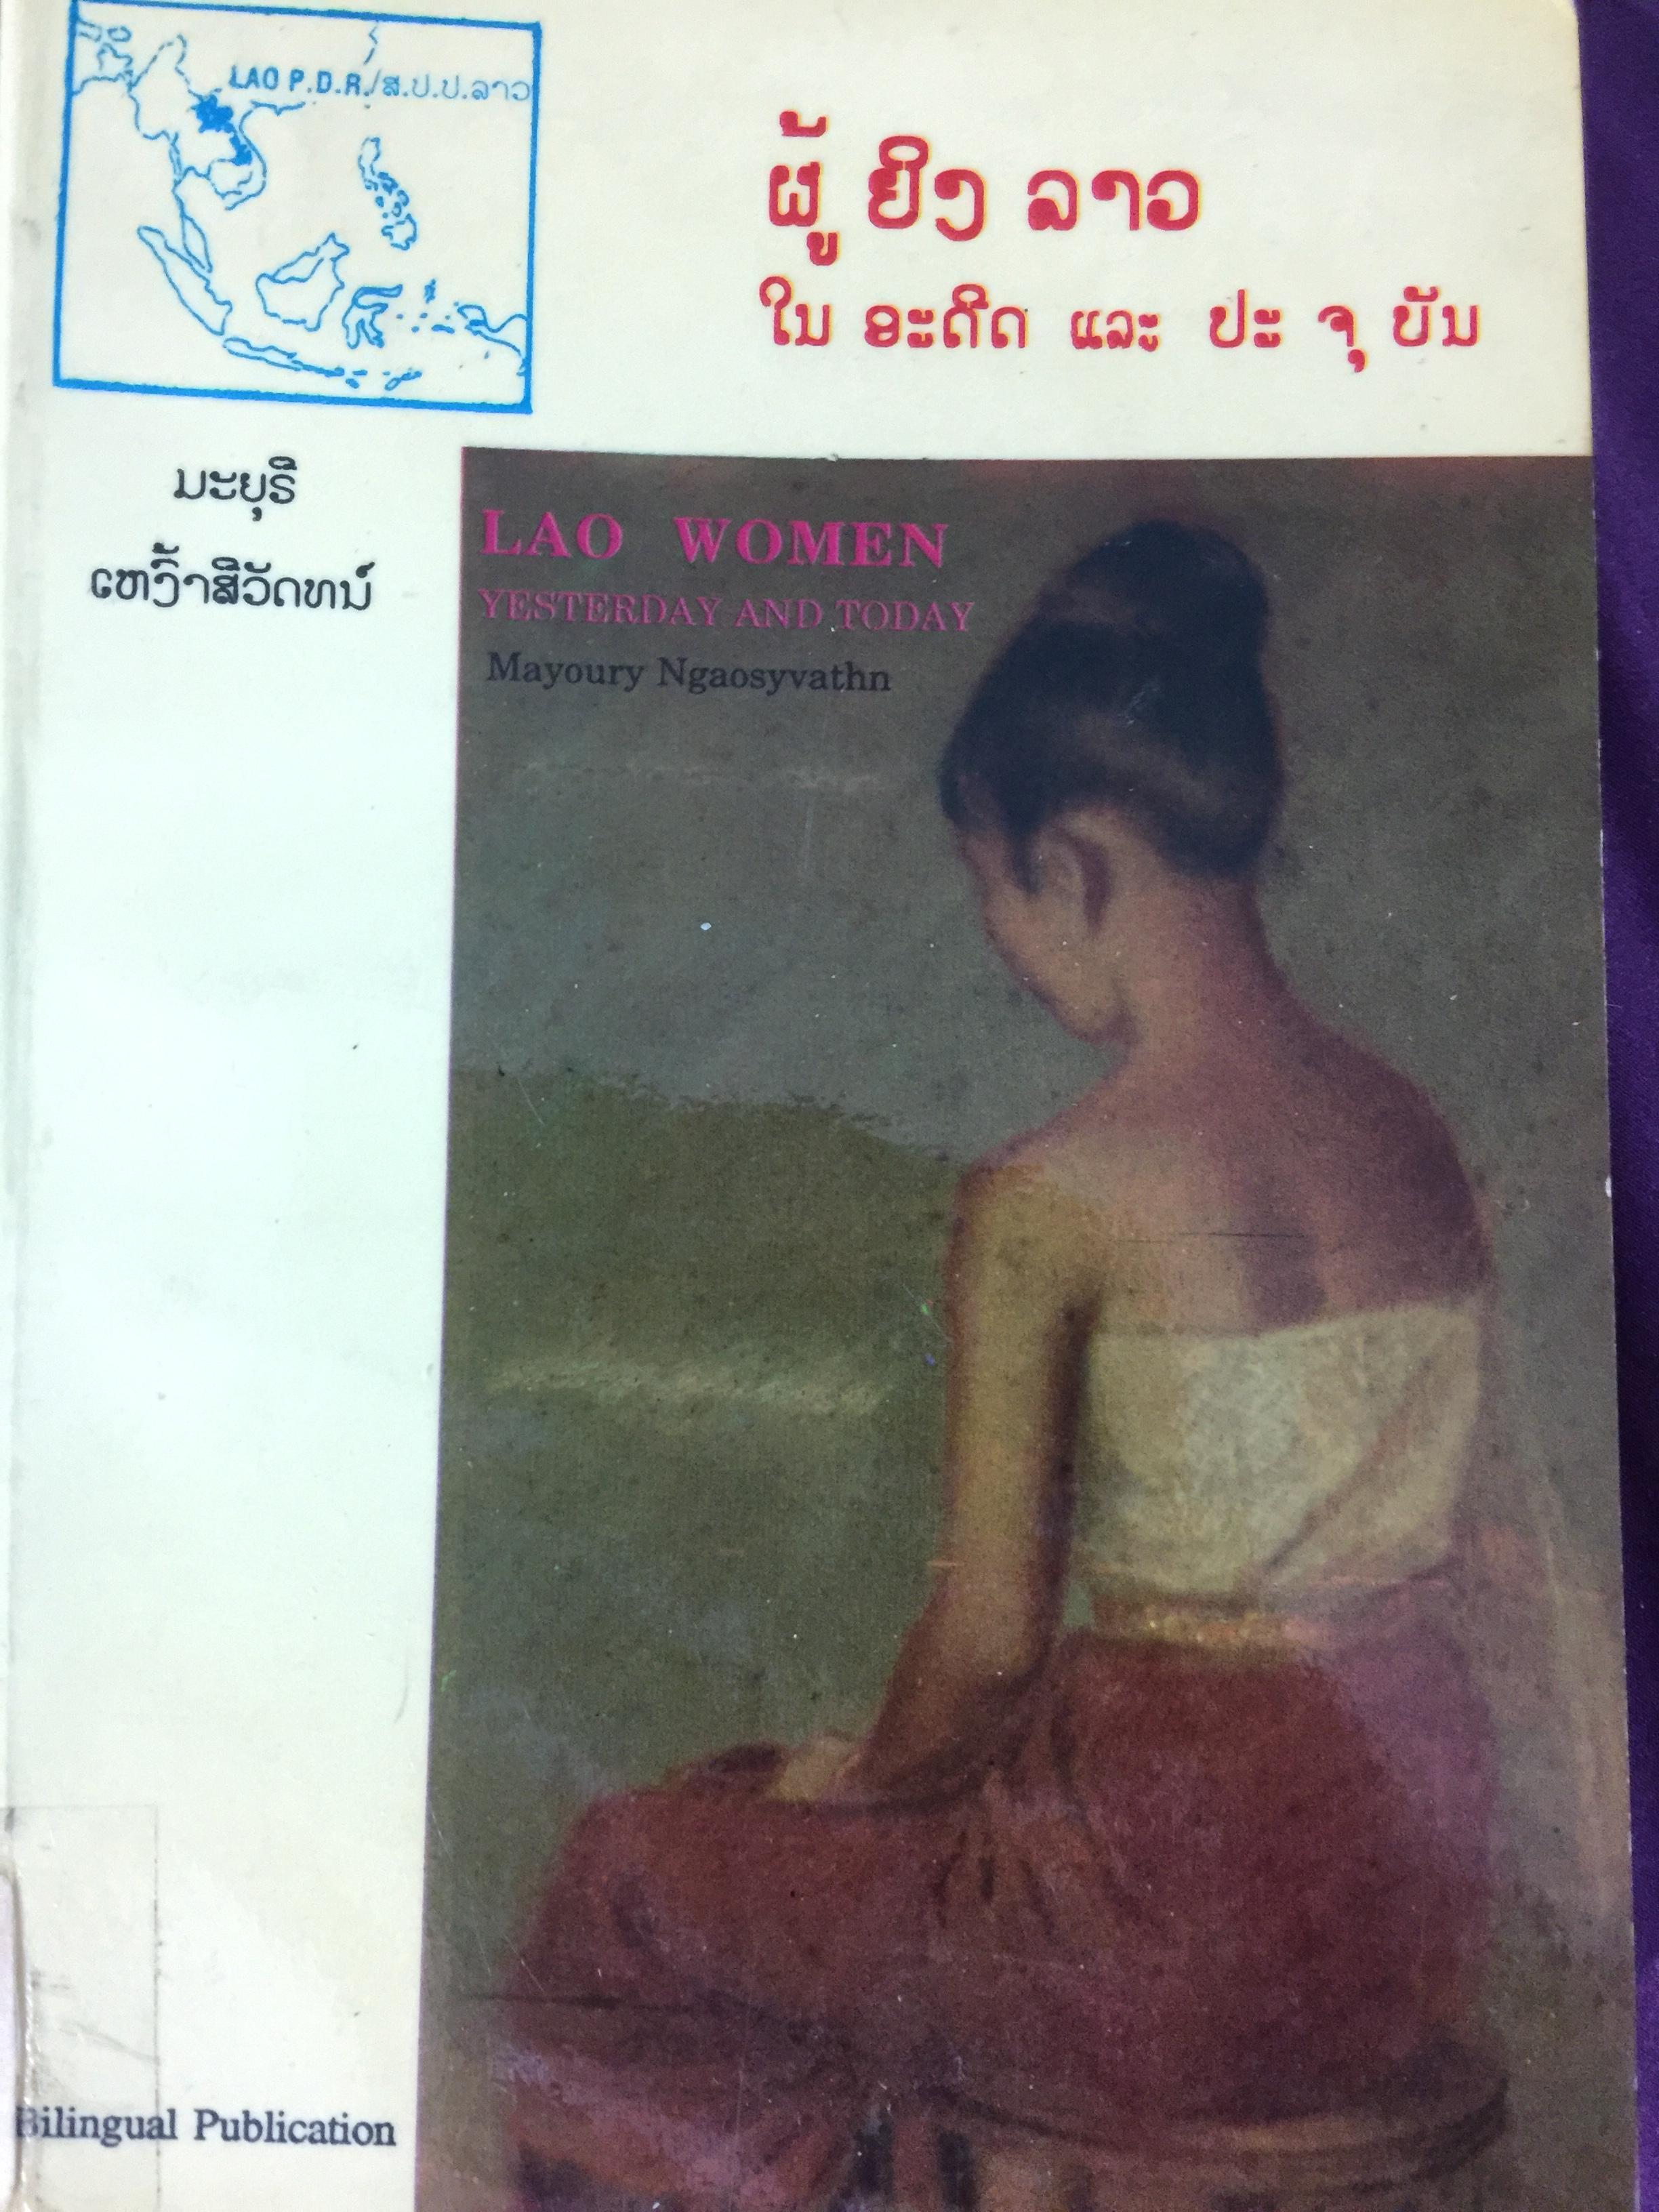 LAO P.D.R./ສ.ປ.ປ.ລາວ
ຜູ້ ຍິງ ລາວ
ໃນ ອະດີດ ແລະ ປະ ຈຸ ບັນ
ມະຍຸຣີ
ເຫງົ້າສີວັດທນ໌
LAO WOMEN
YESTERDAY AND TODAY
Mayoury Ngaosyvathn
Bilingual Publication